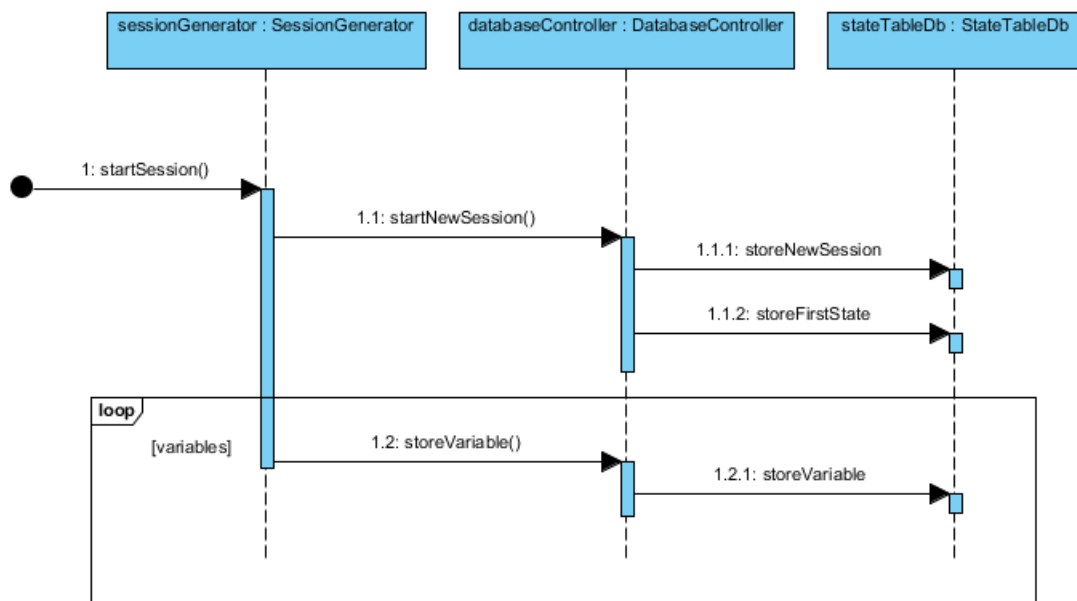 sessionGenerator : SessionGenerator
databaseController : DatabaseController
stateTableDb : StateTableDb
1: startSession()
1.1: startNewSession()
1.1.1: storeNewSession
1.1.2: storeFirstState
loop
[variables]
1.2: storeVariable()
1.2.1: storeVariable